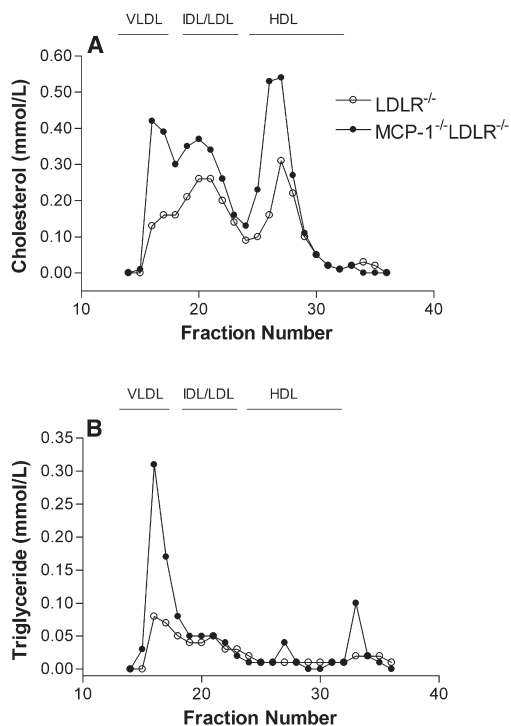 VLDL IDL/LDL HDL
A
0.60
0.50
0.40
0.30
0.20
0.10
0.00
Cholesterol (mmol/L)
LDLR-/-
MCP-1-/-LDLR-/-
10 20 30 40
Fraction Number
VLDL IDL/LDL HDL
B
0.35
0.30
0.25
0.20
0.15
0.10
0.05
0.00
Triglyceride (mmol/L)
10 20 30 40
Fraction Number